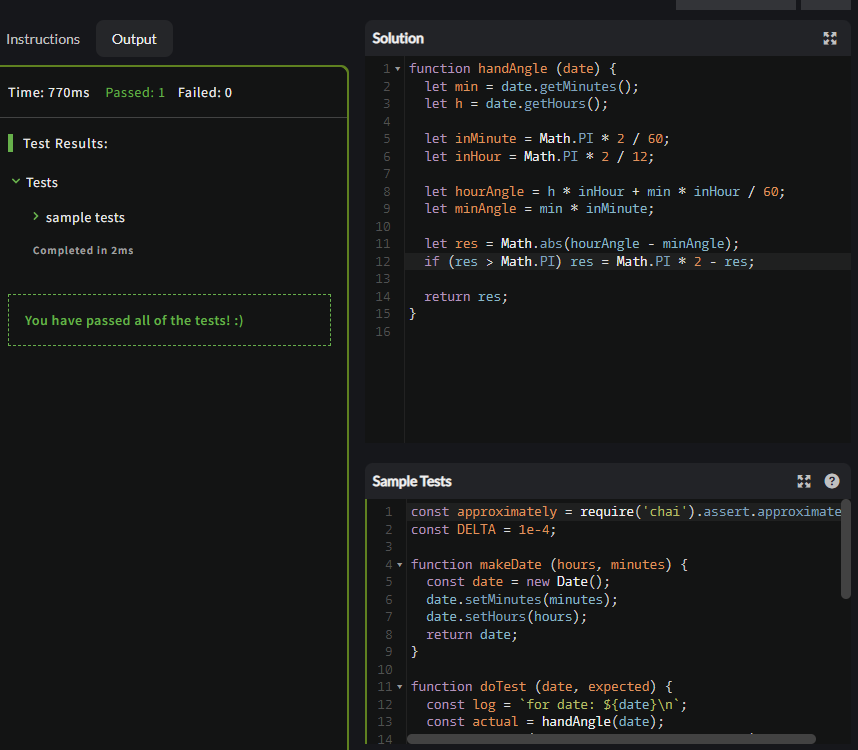 Instructions
Output
Time: 770ms Passed: 1 Failed: 0
Test Results:
Tests
sample tests
Completed in 2ms
You have passed all of the tests! :)
Solution
1 function handAngle (date) {
2 let min = date.getMinutes();
3 let h = date.getHours();
4
5 let inMinute = Math.PI * 2 / 60;
6 let inHour = Math.PI * 2 / 12;
7
8 let hourAngle = h * inHour + min * inHour / 60;
9 let minAngle = min * inMinute;
10
11 let res = Math.abs(hourAngle - minAngle);
12 if (res > Math.PI) res = Math.PI * 2 - res;
13
14 return res;
15 }
16
Sample Tests
?
1 const approximately = require('chai').assert.approximate
2 const DELTA = 1e-4;
3
4 function makeDate (hours, minutes) {
5 const date = new Date();
6 date.setMinutes(minutes);
7 date.setHours(hours);
8 return date;
9 }
10
11 function doTest (date, expected) {
12 const log = `for date: ${date}\n`;
13 const actual = handAngle(date);
14